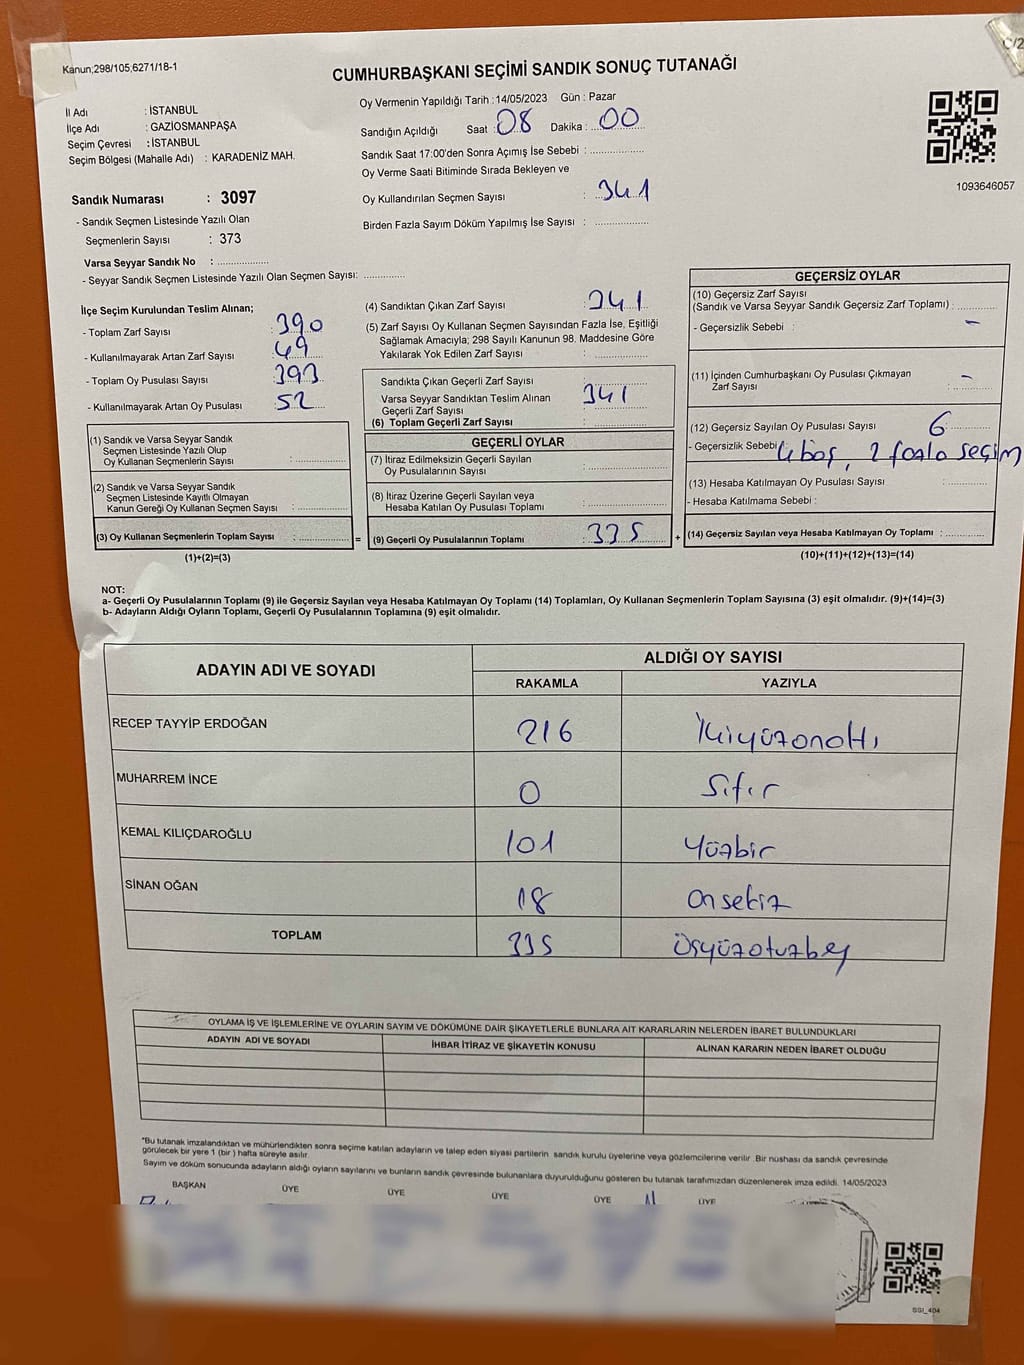 Kanun;298/105,6271/18-1
C/2
CUMHURBAŞKANI SEÇİMİ SANDIK SONUÇ TUTANAĞI
İl Adı : İSTANBUL
İlçe Adı : GAZİOSMANPAŞA
Seçim Çevresi : İSTANBUL
Seçim Bölgesi (Mahalle Adı) : KARADENİZ MAH.
Oy Vermenin Yapıldığı Tarih : 14/05/2023 Gün : Pazar
Sandığın Açıldığı Saat : 08 Dakika : 00
Sandık Saat 17:00'den Sonra Açımış İse Sebebi :
Oy Verme Saati Bitiminde Sırada Bekleyen ve
Oy Kullandırılan Seçmen Sayısı : 341
Birden Fazla Sayım Döküm Yapılmış İse Sayısı :
1093646057
Sandık Numarası : 3097
- Sandık Seçmen Listesinde Yazılı Olan
Seçmenlerin Sayısı : 373
Varsa Seyyar Sandık No :
- Seyyar Sandık Seçmen Listesinde Yazılı Olan Seçmen Sayısı:
İlçe Seçim Kurulundan Teslim Alınan;
- Toplam Zarf Sayısı : 390
- Kullanılmayarak Artan Zarf Sayısı : 49
- Toplam Oy Pusulası Sayısı : 393
- Kullanılmayarak Artan Oy Pusulası : 52
(4) Sandıktan Çıkan Zarf Sayısı : 341
(5) Zarf Sayısı Oy Kullanan Seçmen Sayısından Fazla İse, Eşitliği
Sağlamak Amacıyla; 298 Sayılı Kanunun 98. Maddesine Göre
Yakılarak Yok Edilen Zarf Sayısı :
Sandıkta Çıkan Geçerli Zarf Sayısı :
Varsa Seyyar Sandıktan Teslim Alınan
Geçerli Zarf Sayısı : 341
(6) Toplam Geçerli Zarf Sayısı :
GEÇERSİZ OYLAR
(10) Geçersiz Zarf Sayısı
(Sandık ve Varsa Seyyar Sandık Geçersiz Zarf Toplamı) :
- Geçersizlik Sebebi : -
(11) İçinden Cumhurbaşkanı Oy Pusulası Çıkmayan
Zarf Sayısı : -
(12) Geçersiz Sayılan Oy Pusulası Sayısı : 6
- Geçersizlik Sebebi 4 boş, 2 fazla seçim
(13) Hesaba Katılmayan Oy Pusulası Sayısı :
- Hesaba Katılmama Sebebi :
(14) Geçersiz Sayılan veya Hesaba Katılmayan Oy Toplamı :
(10)+(11)+(12)+(13)=(14)
(1) Sandık ve Varsa Seyyar Sandık
Seçmen Listesinde Yazılı Olup
Oy Kullanan Seçmenlerin Sayısı :
(2) Sandık ve Varsa Seyyar Sandık
Seçmen Listesinde Kayıtlı Olmayan
Kanun Gereği Oy Kullanan Seçmen Sayısı :
(3) Oy Kullanan Seçmenlerin Toplam Sayısı : =
(1)+(2)=(3)
GEÇERLİ OYLAR
(7) İtiraz Edilmeksizin Geçerli Sayılan
Oy Pusulalarının Sayısı :
(8) İtiraz Üzerine Geçerli Sayılan veya
Hesaba Katılan Oy Pusulası Toplamı :
(9) Geçerli Oy Pusulalarının Toplamı : 335 +
NOT:
a- Geçerli Oy Pusulalarının Toplamı (9) ile Geçersiz Sayılan veya Hesaba Katılmayan Oy Toplamı (14) Toplamları, Oy Kullanan Seçmenlerin Toplam Sayısına (3) eşit olmalıdır. (9)+(14)=(3)
b- Adayların Aldığı Oyların Toplamı, Geçerli Oy Pusulalarının Toplamına (9) eşit olmalıdır.
ADAYIN ADI VE SOYADI
ALDIĞI OY SAYISI
RAKAMLA YAZIYLA
RECEP TAYYİP ERDOĞAN 216 İkiyüzonaltı
MUHARREM İNCE 0 Sıfır
KEMAL KILIÇDAROĞLU 101 Yüzbir
SİNAN OĞAN 18 Onsekiz
TOPLAM 335 Üçyüzotuzbeş
OYLAMA İŞ VE İŞLEMLERİNE VE OYLARIN SAYIM VE DÖKÜMÜNE DAİR ŞİKAYETLERLE BUNLARA AİT KARARLARIN NELERDEN İBARET BULUNDUKLARI
ADAYIN ADI VE SOYADI İHBAR İTİRAZ VE ŞİKAYETİN KONUSU ALINAN KARARIN NEDEN İBARET OLDUĞU
*Bu tutanak imzalandıktan ve mühürlendikten sonra seçime katılan adayların ve talep eden siyasi partilerin sandık kurulu üyelerine veya gözlemcilerine verilir. Bir nüshası da sandık çevresinde
görülecek bir yere 1 (bir) hafta süreyle asılır.
Sayım ve döküm sonucunda adayların aldığı oyların sayılarını ve bunların sandık çevresinde bulunanlara duyurulduğunu gösteren bu tutanak tarafımızdan düzenlenerek imza edildi. 14/05/2023
BAŞKAN ÜYE ÜYE ÜYE ÜYE ÜYE
SSI_404